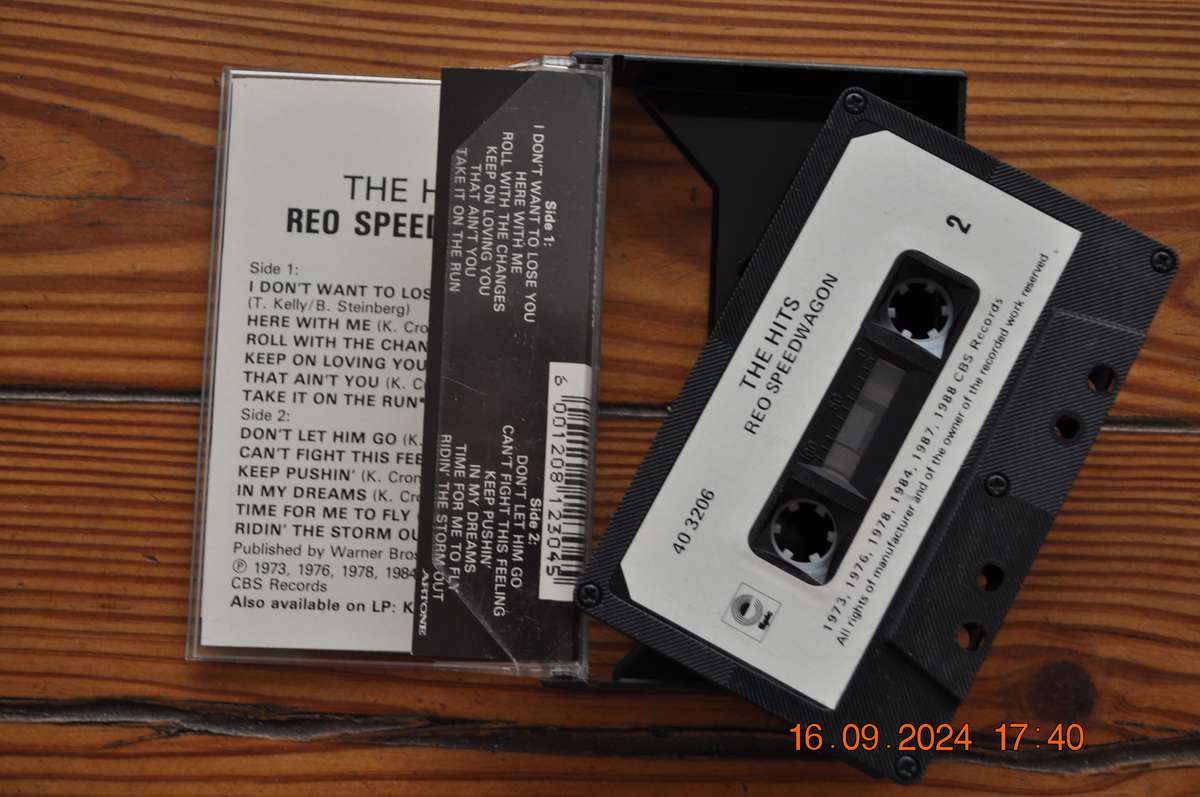 THE H
REO SPEED
Side 1:
I DON'T WANT TO LOS
(T. Kelly/B. Steinberg)
HERE WITH ME (K. Cro
ROLL WITH THE CHAN
KEEP ON LOVING YOU
THAT AIN'T YOU (K. C
TAKE IT ON THE RUN
Side 2:
DON'T LET HIM GO (K.
CAN'T FIGHT THIS FEE
KEEP PUSHIN' (K. Cron
IN MY DREAMS (K. Cro
TIME FOR ME TO FLY (
RIDIN' THE STORM OU
Published by Warner Bros
℗ 1973, 1976, 1978, 1984
CBS Records
Also available on LP: K
Side 1:
I DON'T WANT TO LOSE YOU
HERE WITH ME
ROLL WITH THE CHANGES
KEEP ON LOVING YOU
THAT AIN'T YOU
TAKE IT ON THE RUN
Side 2:
DON'T LET HIM GO
CAN'T FIGHT THIS FEELING
KEEP PUSHIN'
IN MY DREAMS
TIME FOR ME TO FLY
RIDIN' THE STORM OUT
ARTONE
6 001208 123045
2
THE HITS
REO SPEEDWAGON
40 3206
Epic
1973, 1976, 1978, 1984, 1987, 1988 CBS Records
All rights of manufacturer and of the owner of the recorded work reserved
16.09.2024 17:40